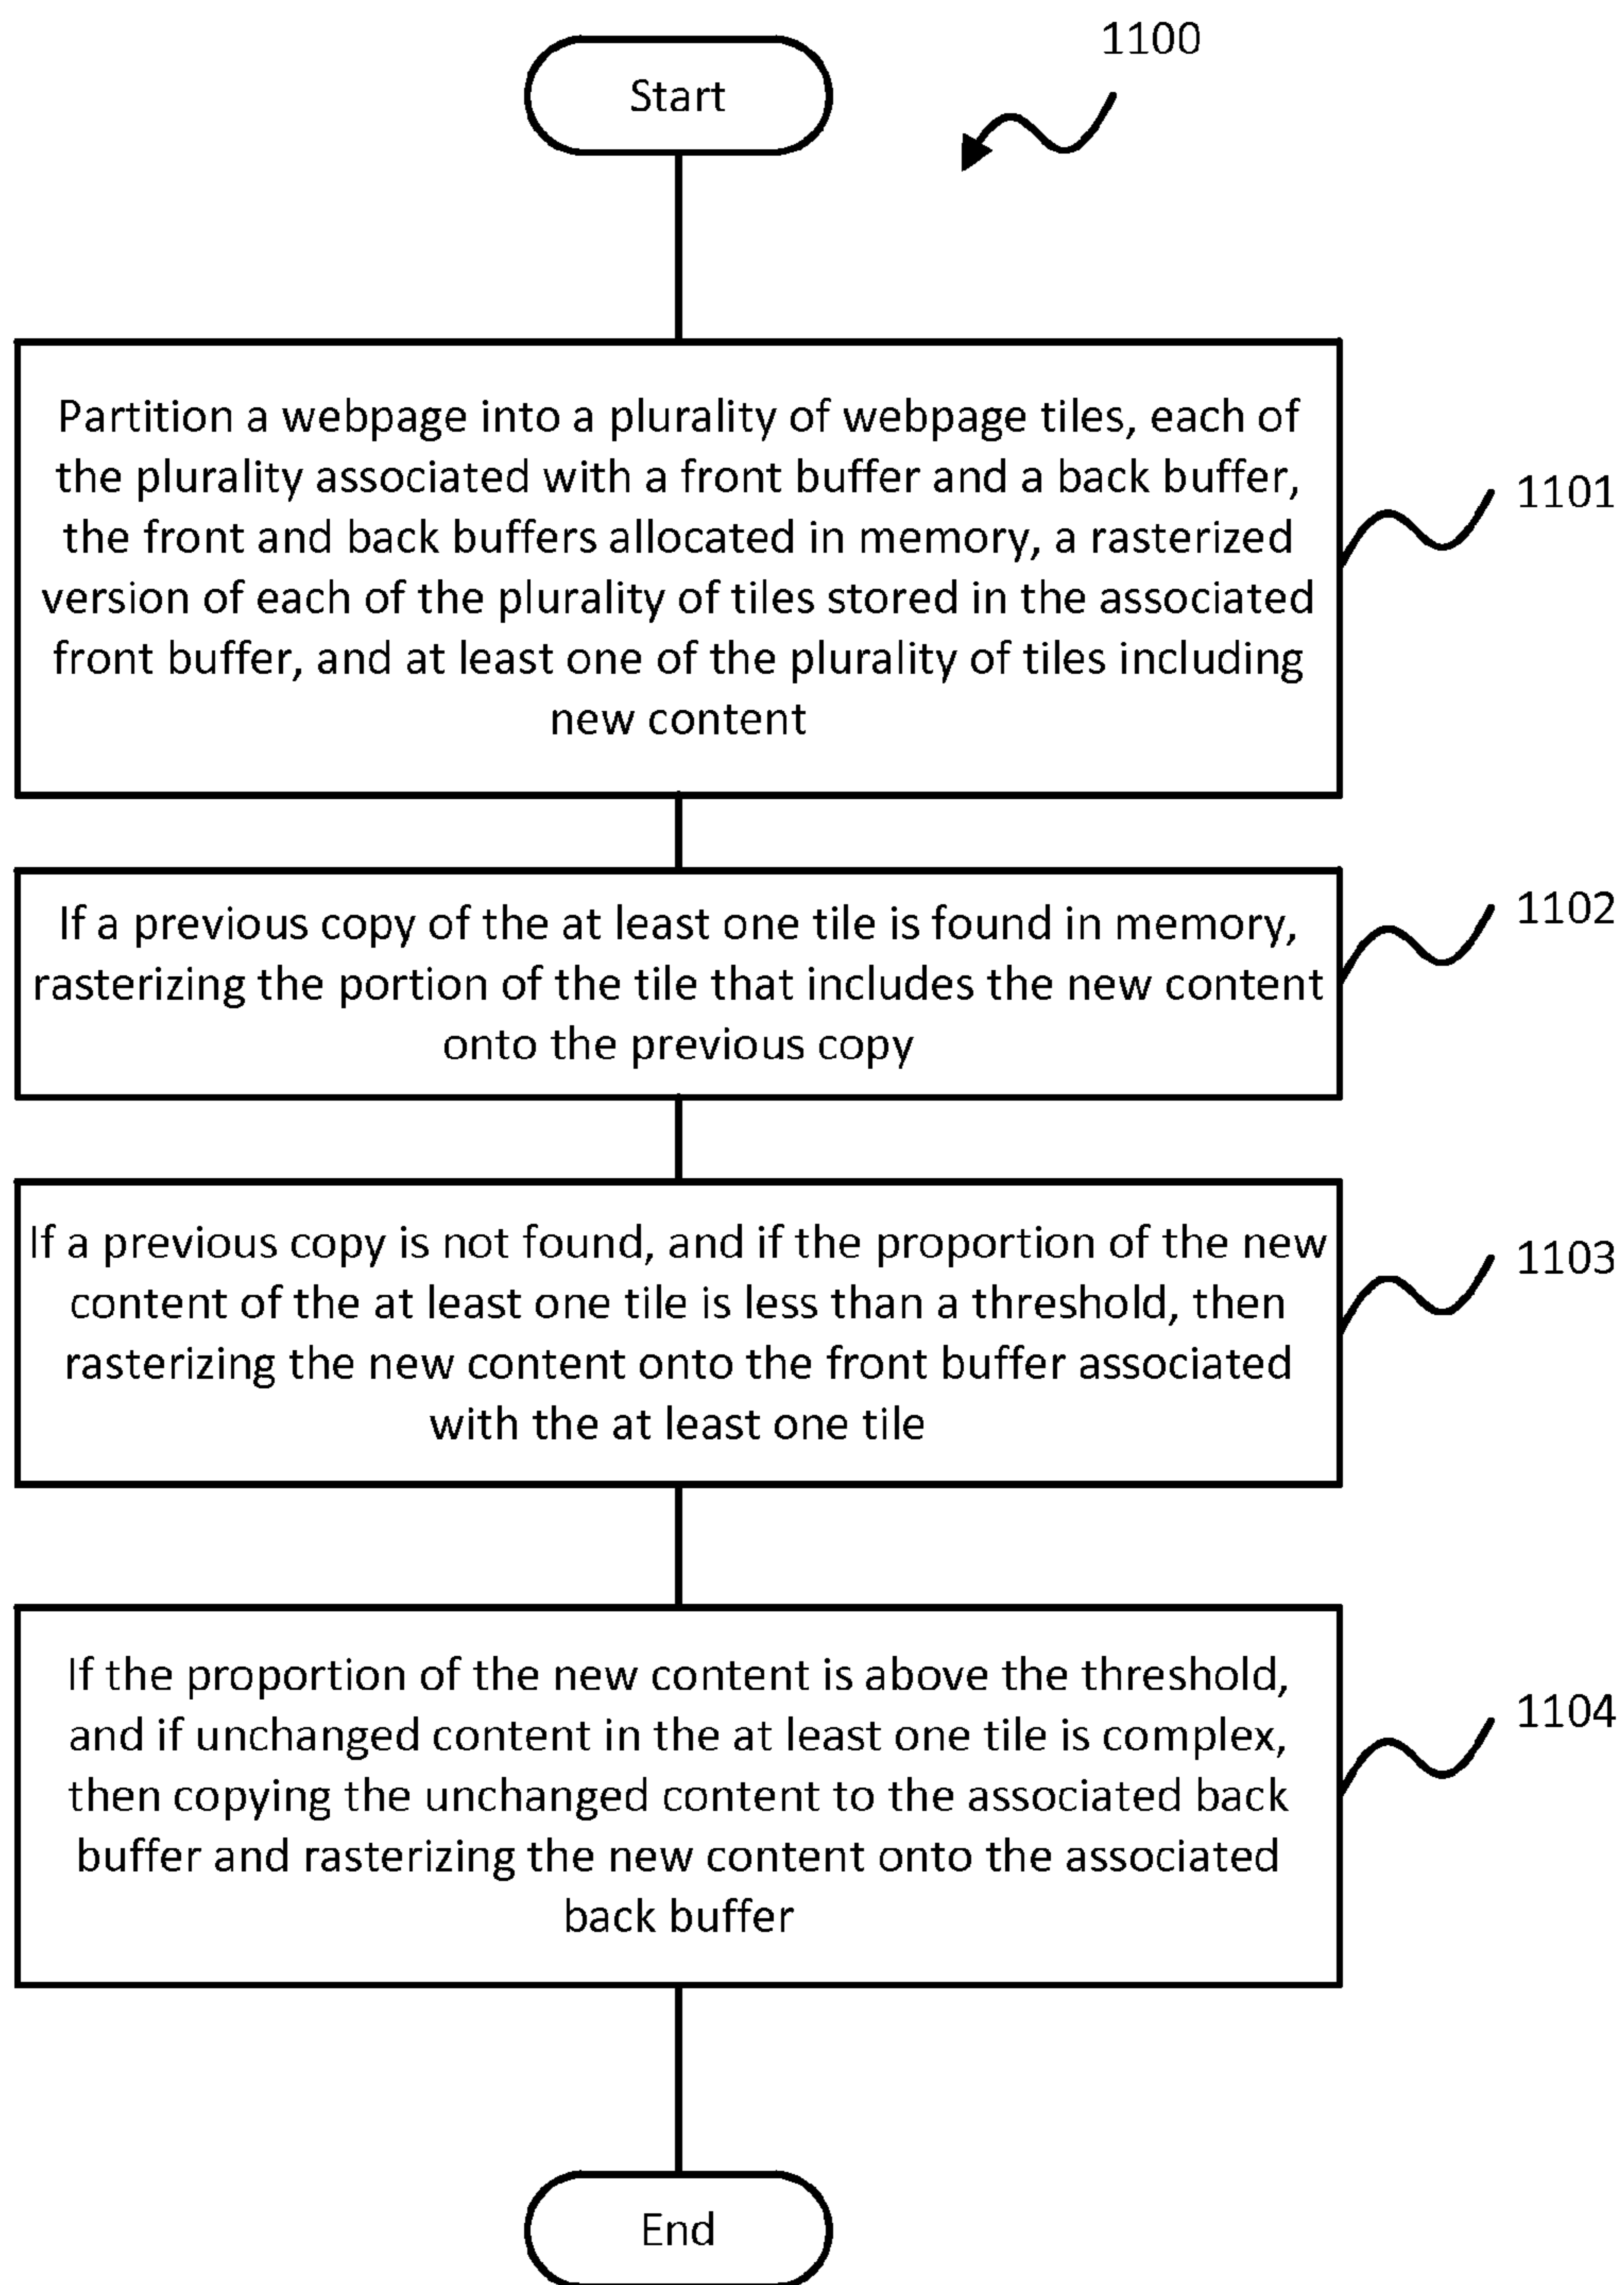 1100
Start
Partition a webpage into a plurality of webpage tiles, each of
the plurality associated with a front buffer and a back buffer,
the front and back buffers allocated in memory, a rasterized
version of each of the plurality of tiles stored in the associated
front buffer, and at least one of the plurality of tiles including
new content
1101
If a previous copy of the at least one tile is found in memory,
rasterizing the portion of the tile that includes the new content
onto the previous copy
1102
If a previous copy is not found, and if the proportion of the new
content of the at least one tile is less than a threshold, then
rasterizing the new content onto the front buffer associated
with the at least one tile
1103
If the proportion of the new content is above the threshold,
and if unchanged content in the at least one tile is complex,
then copying the unchanged content to the associated back
buffer and rasterizing the new content onto the associated
back buffer
1104
End